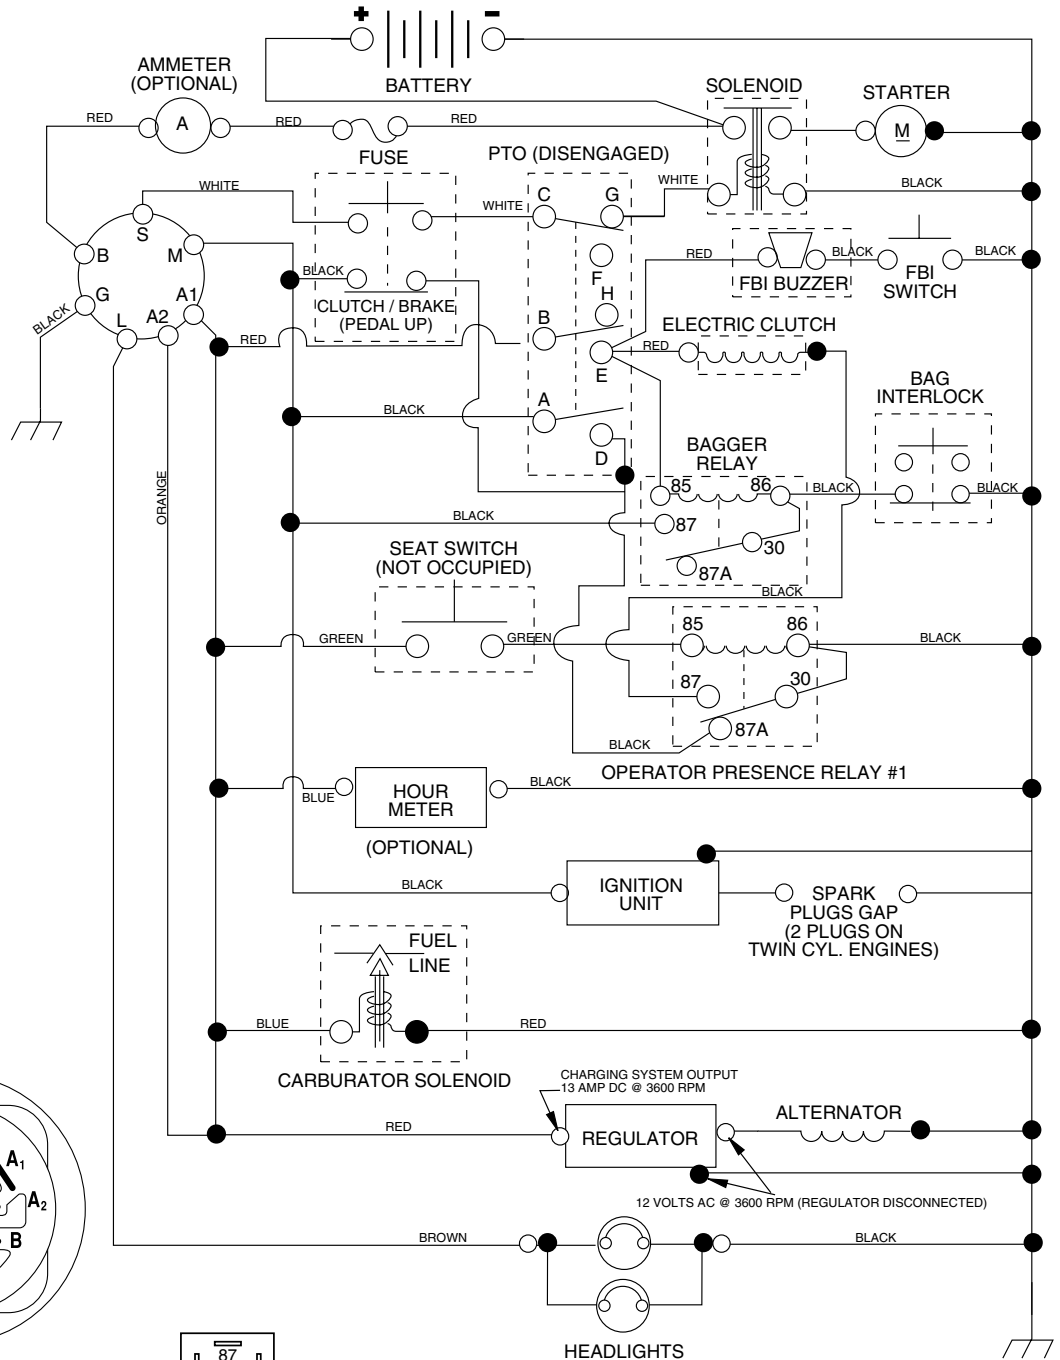 +
-
BATTERY
AMMETER
(OPTIONAL)
A
RED
RED
RED
FUSE
SOLENOID
STARTER
M
PTO (DISENGAGED)
WHITE
WHITE
WHITE
BLACK
C
G
F
H
B
E
A
D
S
B
M
G
A1
L
A2
BLACK
BLACK
CLUTCH / BRAKE
(PEDAL UP)
RED
RED
FBI BUZZER
BLACK
FBI
SWITCH
BLACK
ELECTRIC CLUTCH
RED
BAG
INTERLOCK
BLACK
ORANGE
BAGGER
RELAY
85
86
BLACK
BLACK
BLACK
87
30
87A
BLACK
SEAT SWITCH
(NOT OCCUPIED)
GREEN
GREEN
85
86
BLACK
87
30
87A
BLACK
OPERATOR PRESENCE RELAY #1
BLUE
HOUR
METER
BLACK
(OPTIONAL)
BLACK
IGNITION
UNIT
SPARK
PLUGS GAP
(2 PLUGS ON
TWIN CYL. ENGINES)
FUEL
LINE
BLUE
RED
CARBURATOR SOLENOID
CHARGING SYSTEM OUTPUT
13 AMP DC @ 3600 RPM
RED
REGULATOR
ALTERNATOR
12 VOLTS AC @ 3600 RPM (REGULATOR DISCONNECTED)
A1
A2
B
BROWN
BLACK
HEADLIGHTS
87